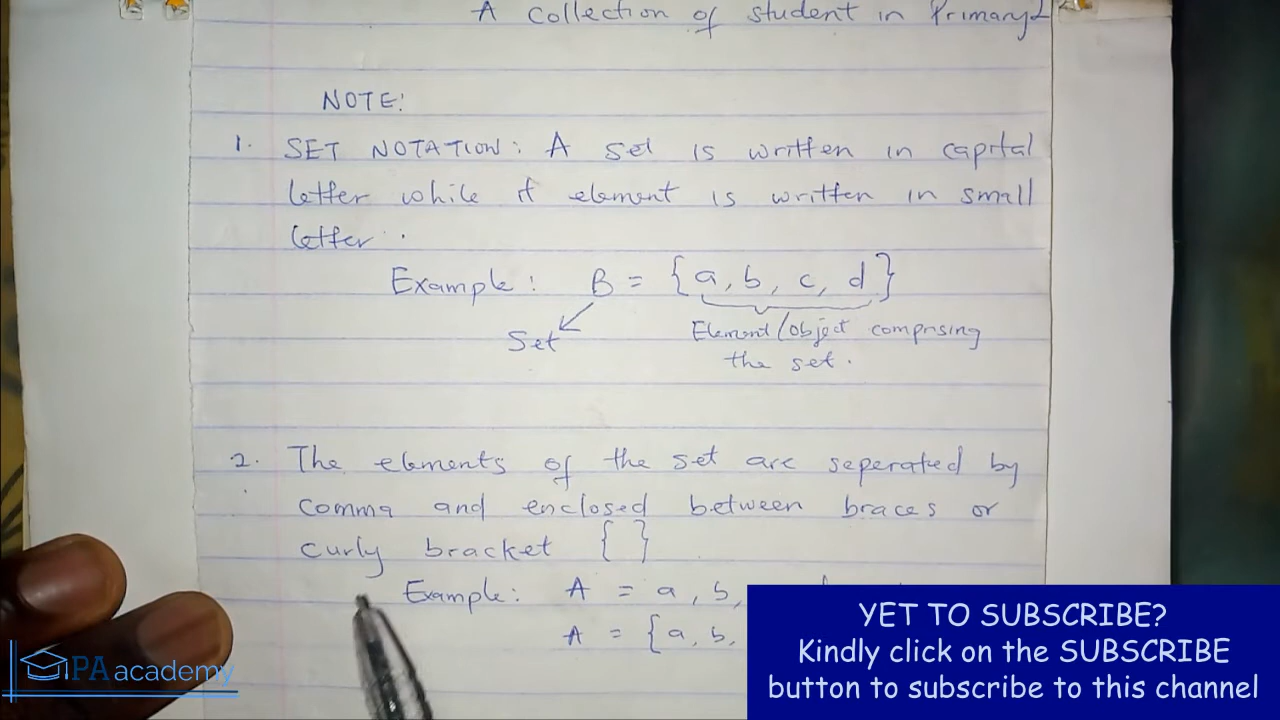 A collection of student in Primary 2
NOTE:
1. SET NOTATION: A set is written in capital
letter while it element is written in small
letter.
Example: B = {a, b, c, d}
Set
Element/object comprising
the set.
2. The elements of the set are seperated by
comma and enclosed between braces or
curly bracket { }
Example: A = a, b,
A = {a, b,
YET TO SUBSCRIBE?
Kindly click on the SUBSCRIBE
button to subscribe to this channel
PA academy